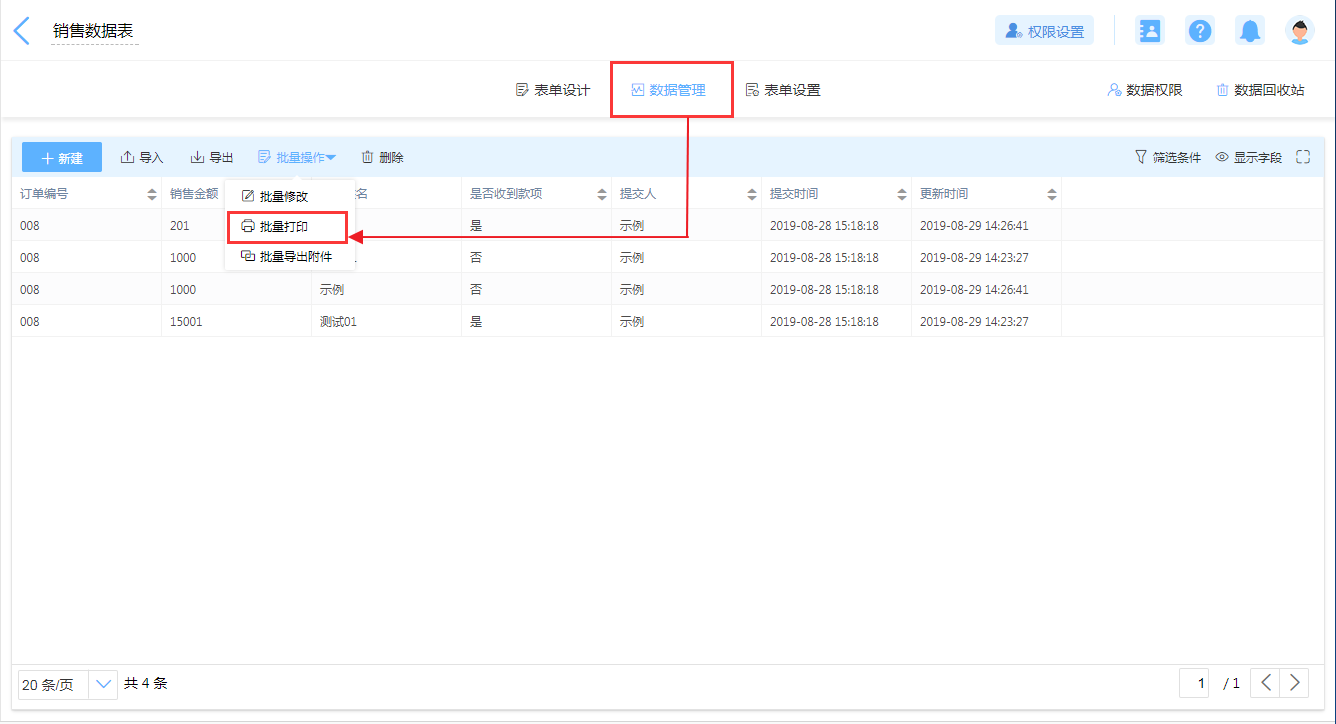 销售数据表 权限设置
表单设计 数据管理 表单设置 数据权限 数据回收站
新建 导入 导出 批量操作 删除 筛选条件 显示字段
订单编号 销售金额 名 是否收到款项 提交人 提交时间 更新时间
批量修改
008 201 是 示例 2019-08-28 15:18:18 2019-08-29 14:26:41
批量打印
008 1000 否 示例 2019-08-28 15:18:18 2019-08-29 14:23:27
批量导出附件
008 1000 示例 否 示例 2019-08-28 15:18:18 2019-08-29 14:26:41
008 15001 测试01 是 示例 2019-08-28 15:18:18 2019-08-29 14:23:27
20 条/页 共 4 条 1 / 1